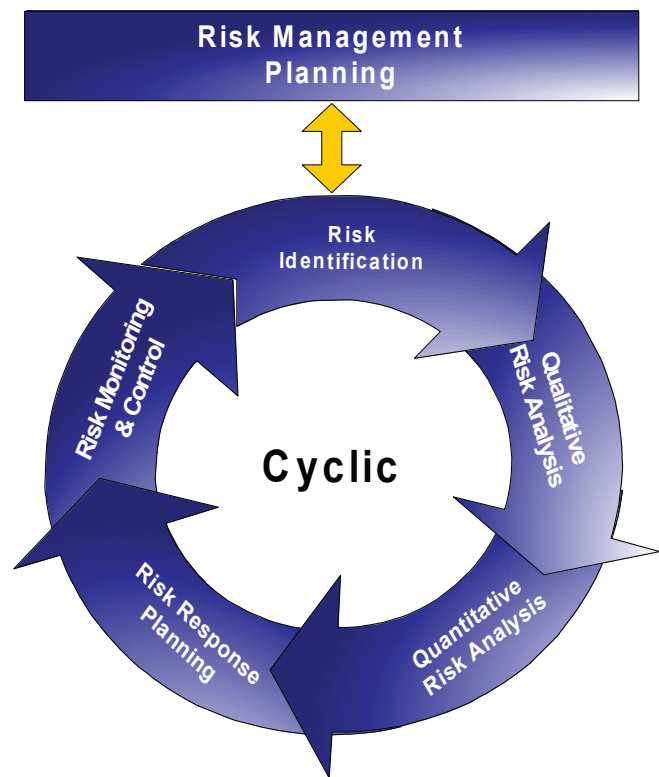 Risk Management
Planning
Risk
Identification
Qualitative
Risk Analysis
Quantitative
Risk Analysis
Risk Response
Planning
Risk Monitoring
& Control
Cyclic